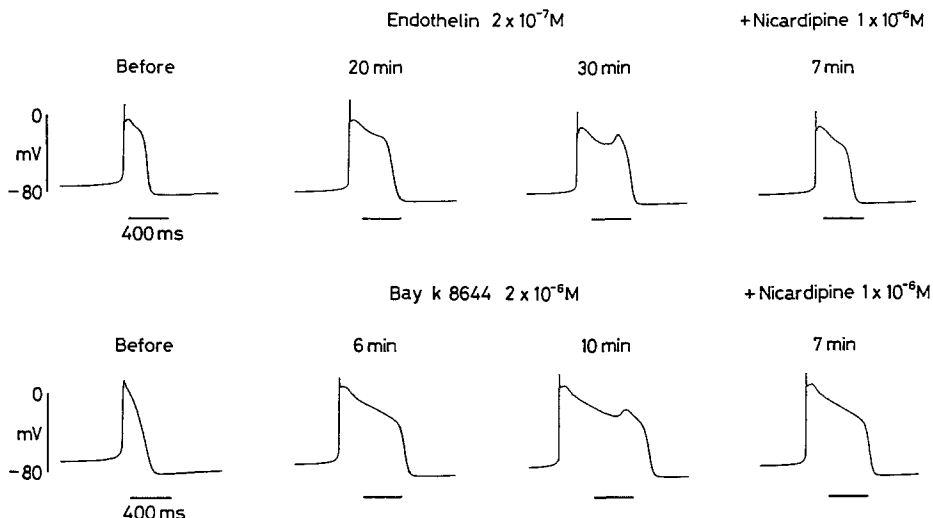 Endothelin 2 x 10⁻⁷M +Nicardipine 1 x 10⁻⁶M
Before 20 min 30 min 7 min
0
mV
−80
400 ms
Bay k 8644 2 x 10⁻⁶M +Nicardipine 1 x 10⁻⁶M
Before 6 min 10 min 7 min
0
mV
−80
400 ms